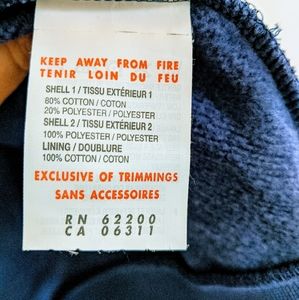 KEEP AWAY FROM FIRE
TENIR LOIN DU FEU
SHELL 1 / TISSU EXTÉRIEUR 1
80% COTTON / COTON
20% POLYESTER / POLYESTER
SHELL 2 / TISSU EXTÉRIEUR 2
100% POLYESTER / POLYESTER
LINING / DOUBLURE
100% COTTON / COTON
EXCLUSIVE OF TRIMMINGS
SANS ACCESSOIRES
RN 62200
CA 06311